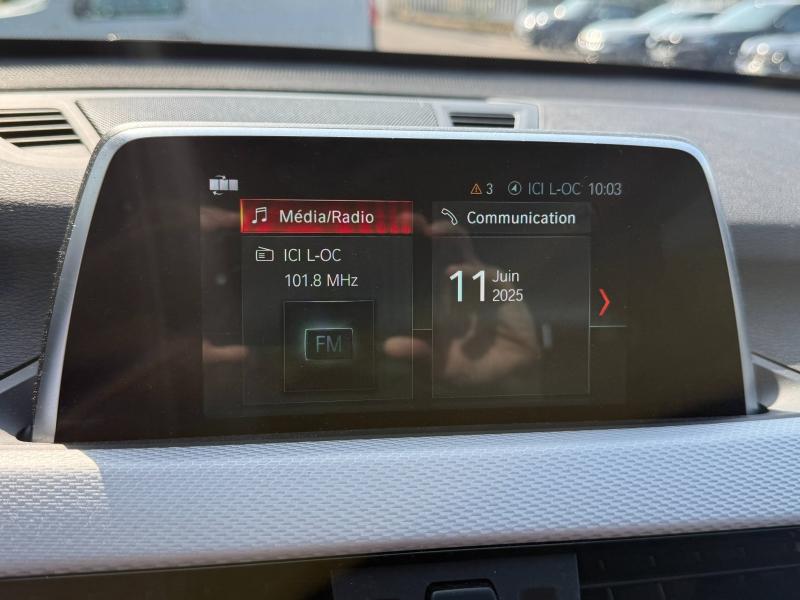 3 ICI L-OC 10:03
Média/Radio
ICI L-OC
101.8 MHz
FM
Communication
11 Juin
2025